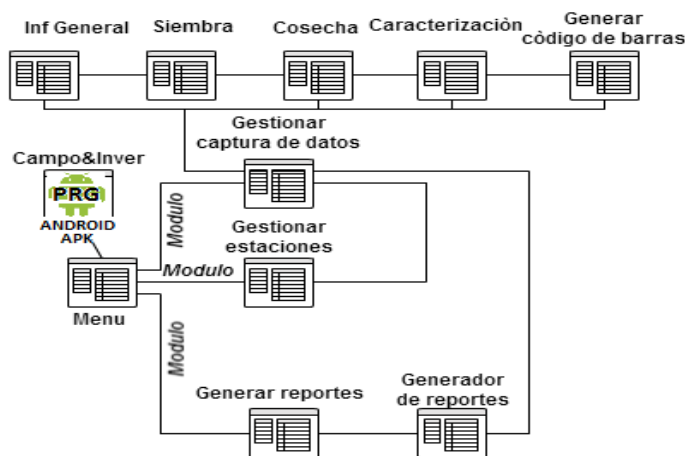 Inf General
Siembra
Cosecha
Caracterizaciòn
Generar
còdigo de barras
Gestionar
captura de datos
Campo&Inver
PRG
ANDROID
APK
Modulo
Gestionar
estaciones
Modulo
Menu
Modulo
Generar reportes
Generador
de reportes